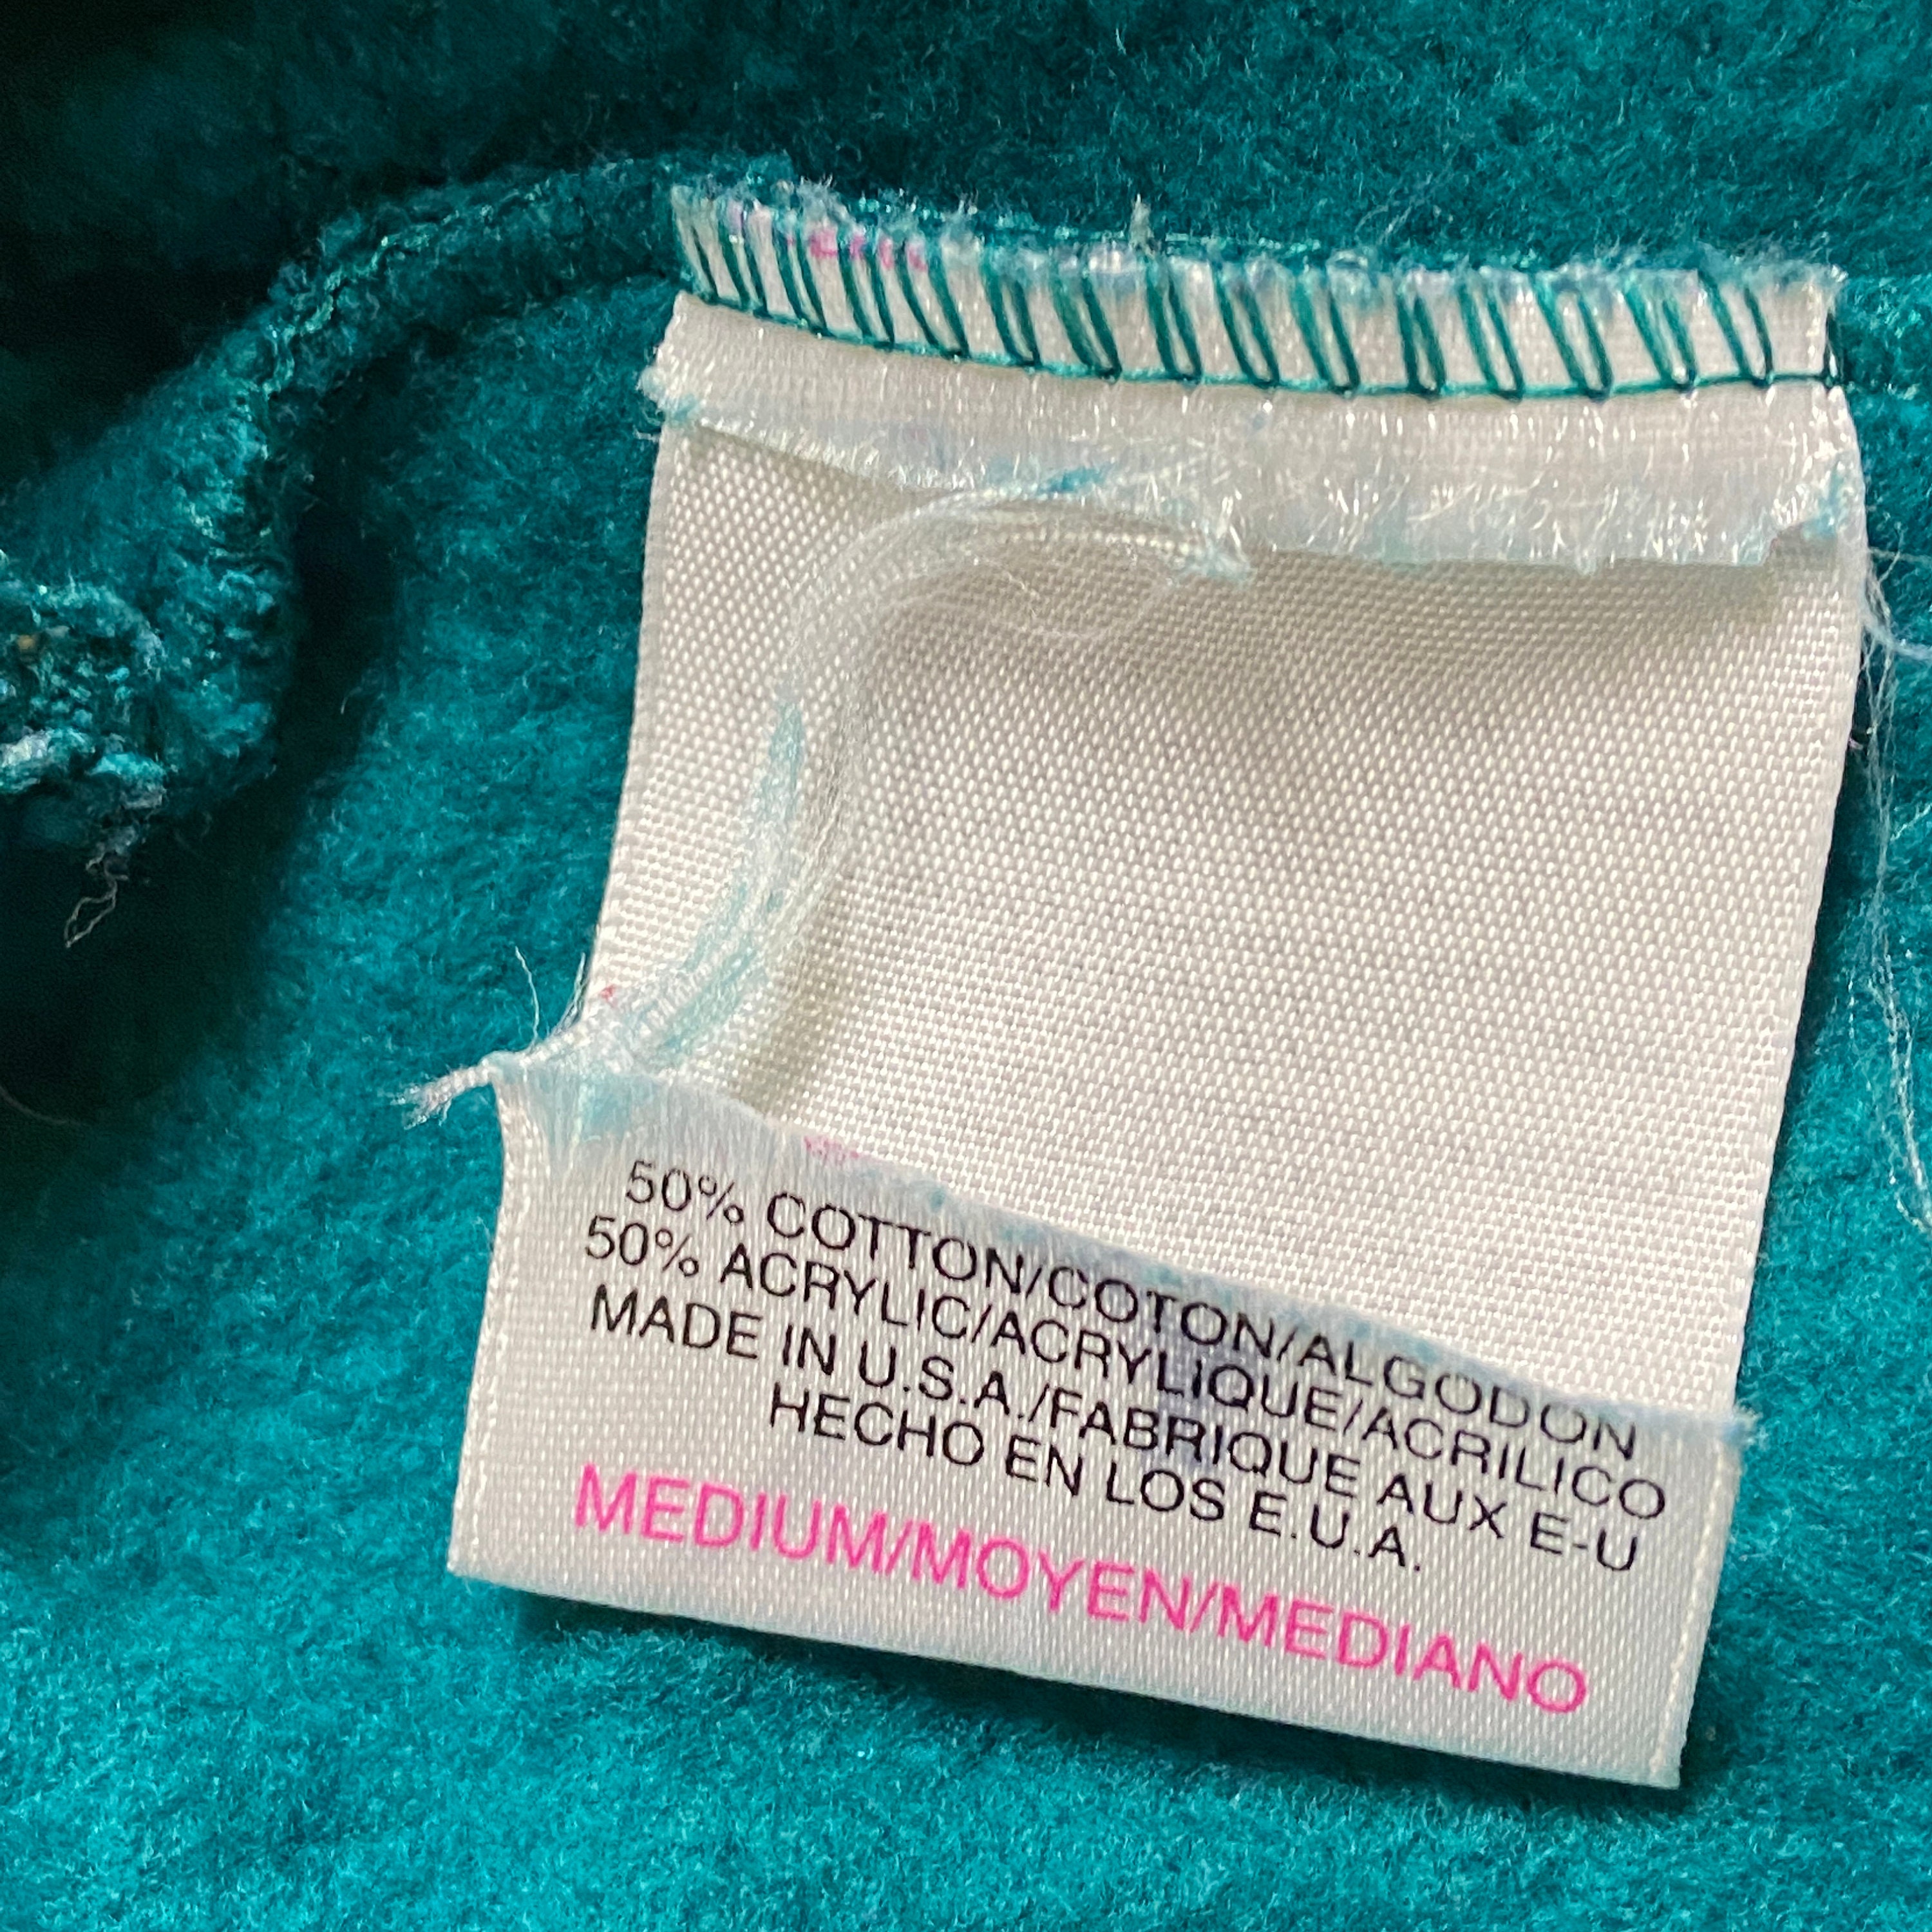 50% COTTON/COTON/ALGODON
50% ACRYLIC/ACRYLIQUE/ACRILICO
MADE IN U.S.A./FABRIQUE AUX E-U
HECHO EN LOS E.U.A.
MEDIUM/MOYEN/MEDIANO